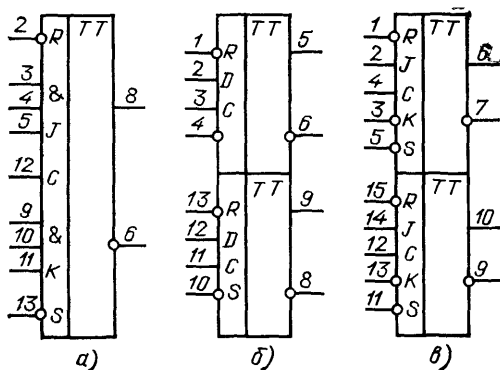 2 R TT
3
4 & 8
5 J
12 C
9
10 & 6
11 K
13 S
а)
1 R TT 5
2 D
3 C
4 6
13 R TT 9
12 D
11 C
10 S 8
б)
1 R TT
2 J 6
4 C
3 K 7
5 S
15 R TT
14 J 10
12 C
13 K 9
11 S
в)